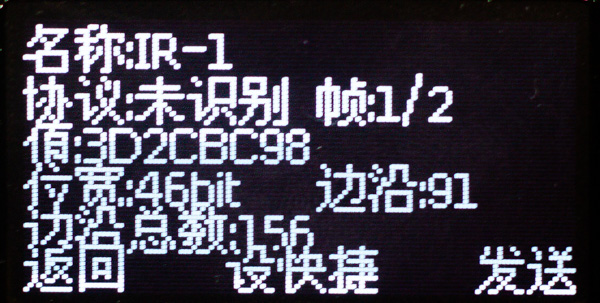 名称:IR-1
协议:未识别 帧:1/2
值:3D2CBC98
位宽:46bit 边沿:91
边沿总数:156
返回 设快捷 发送